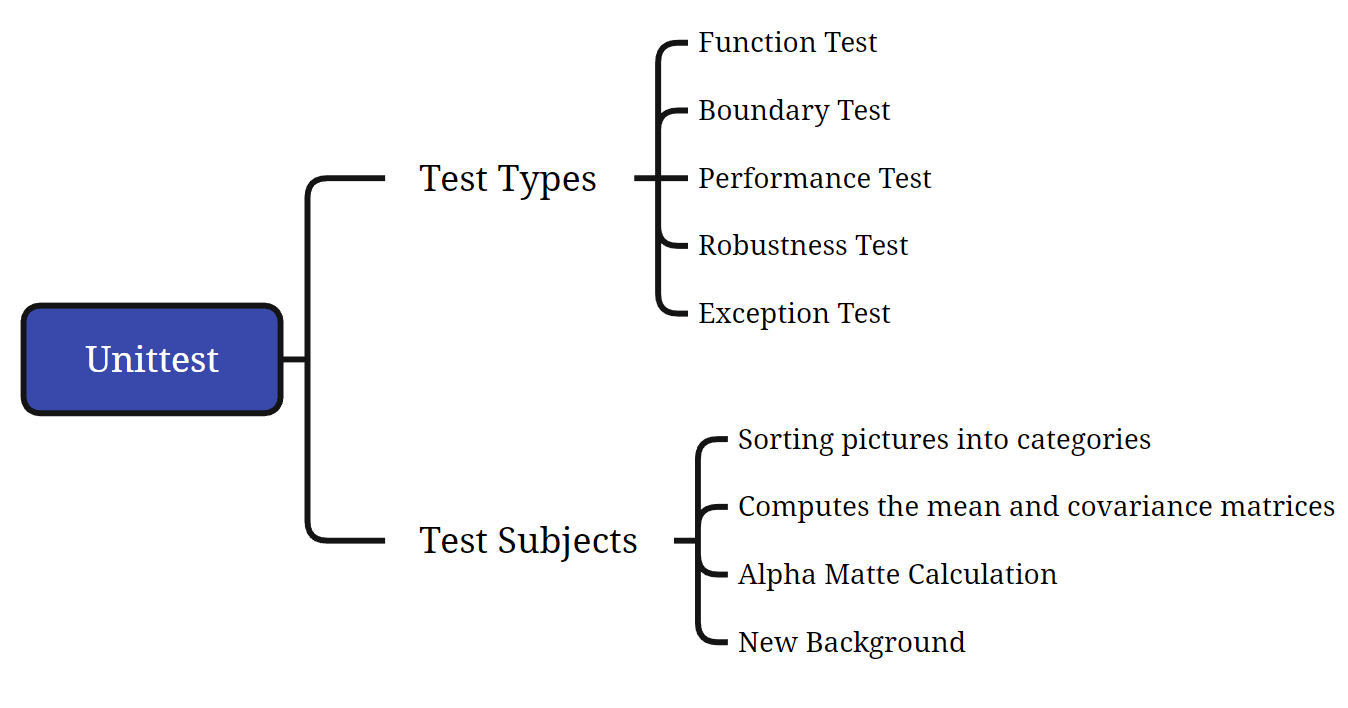 Unittest
Test Types
Function Test
Boundary Test
Performance Test
Robustness Test
Exception Test
Test Subjects
Sorting pictures into categories
Computes the mean and covariance matrices
Alpha Matte Calculation
New Background